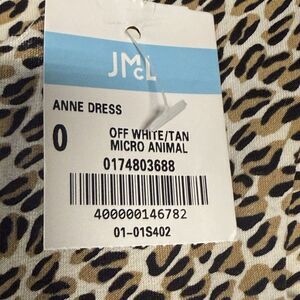 JMcL
ANNE DRESS
0
OFF WHITE/TAN
MICRO ANIMAL
0174803688
400000146782
01-01S402